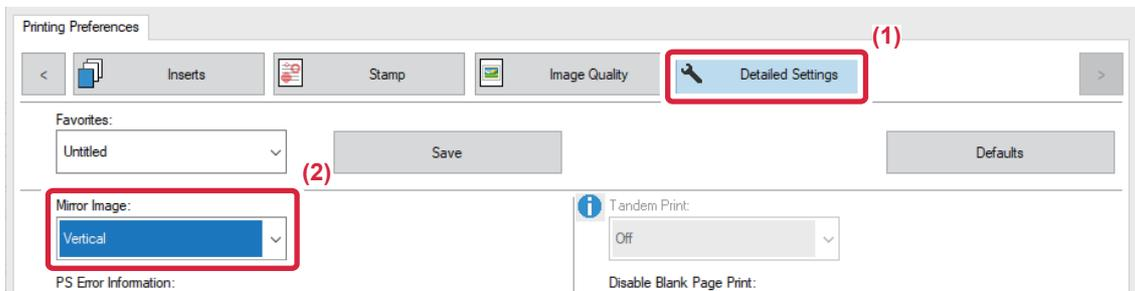 Printing Preferences
(1)
< Inserts Stamp Image Quality Detailed Settings >
Favorites:
Untitled Save Defaults
(2)
Mirror Image: Tandem Print:
Vertical Off
PS Error Information: Disable Blank Page Print: